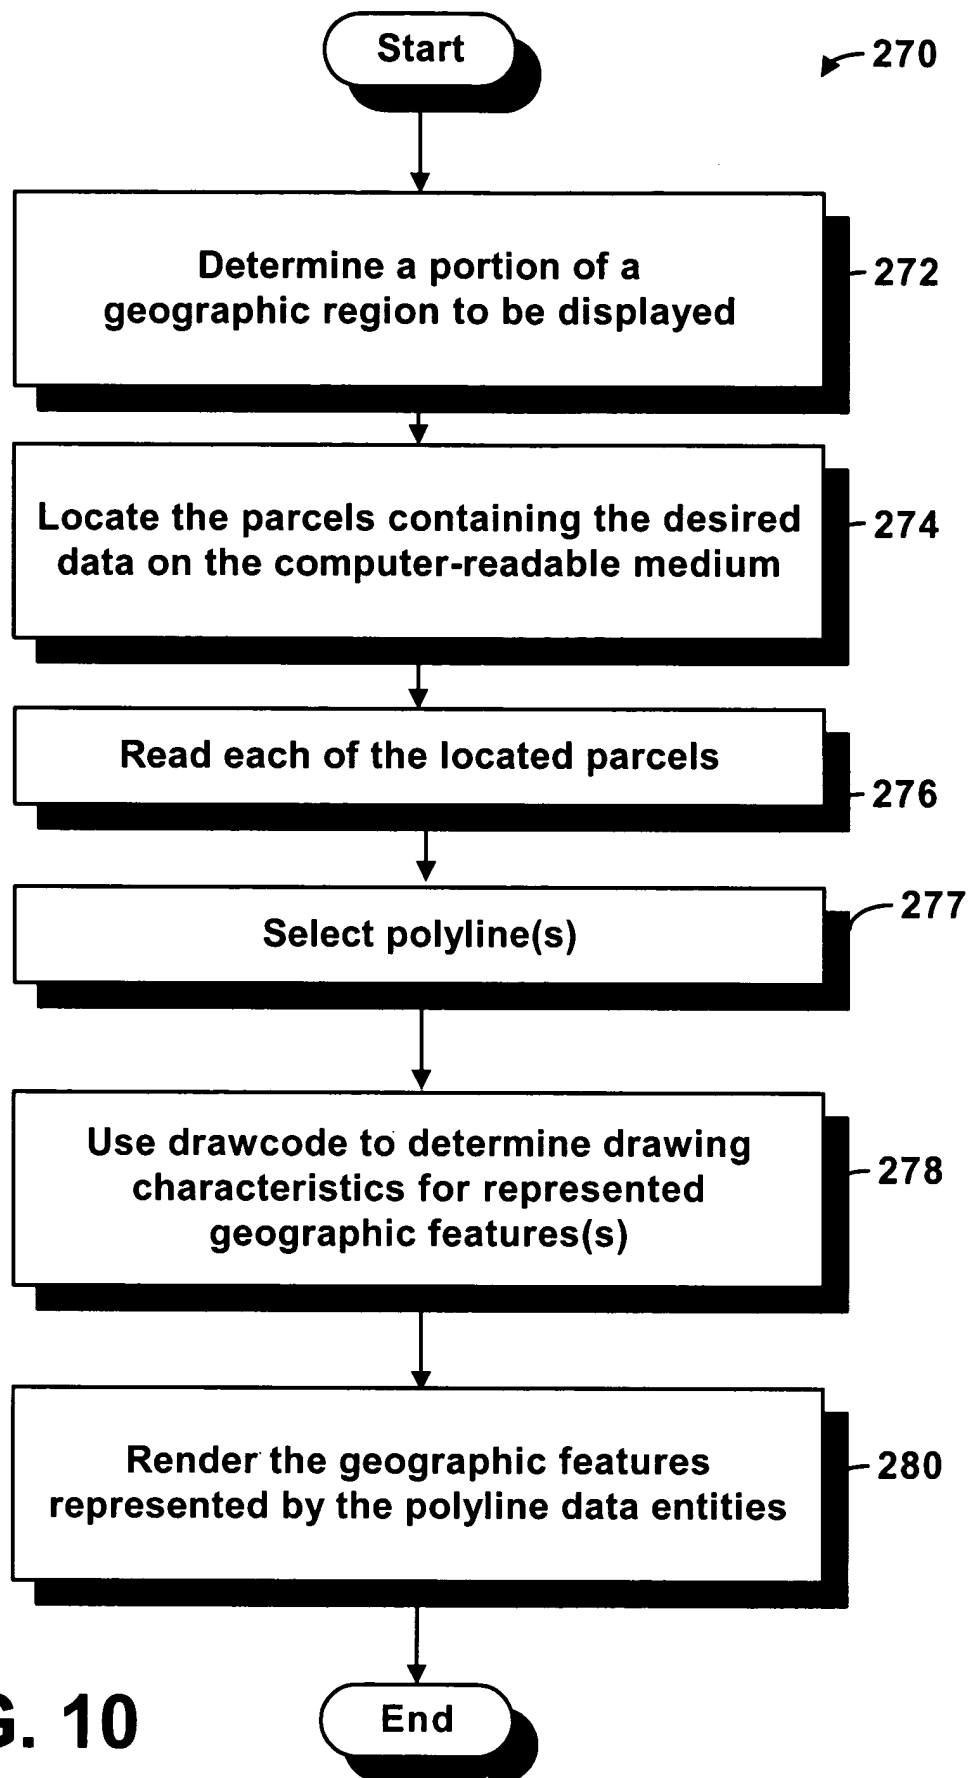 Start
270
Determine a portion of a
geographic region to be displayed
272
Locate the parcels containing the desired
data on the computer-readable medium
274
Read each of the located parcels
276
Select polyline(s)
277
Use drawcode to determine drawing
characteristics for represented
geographic features(s)
278
Render the geographic features
represented by the polyline data entities
280
End
G. 10